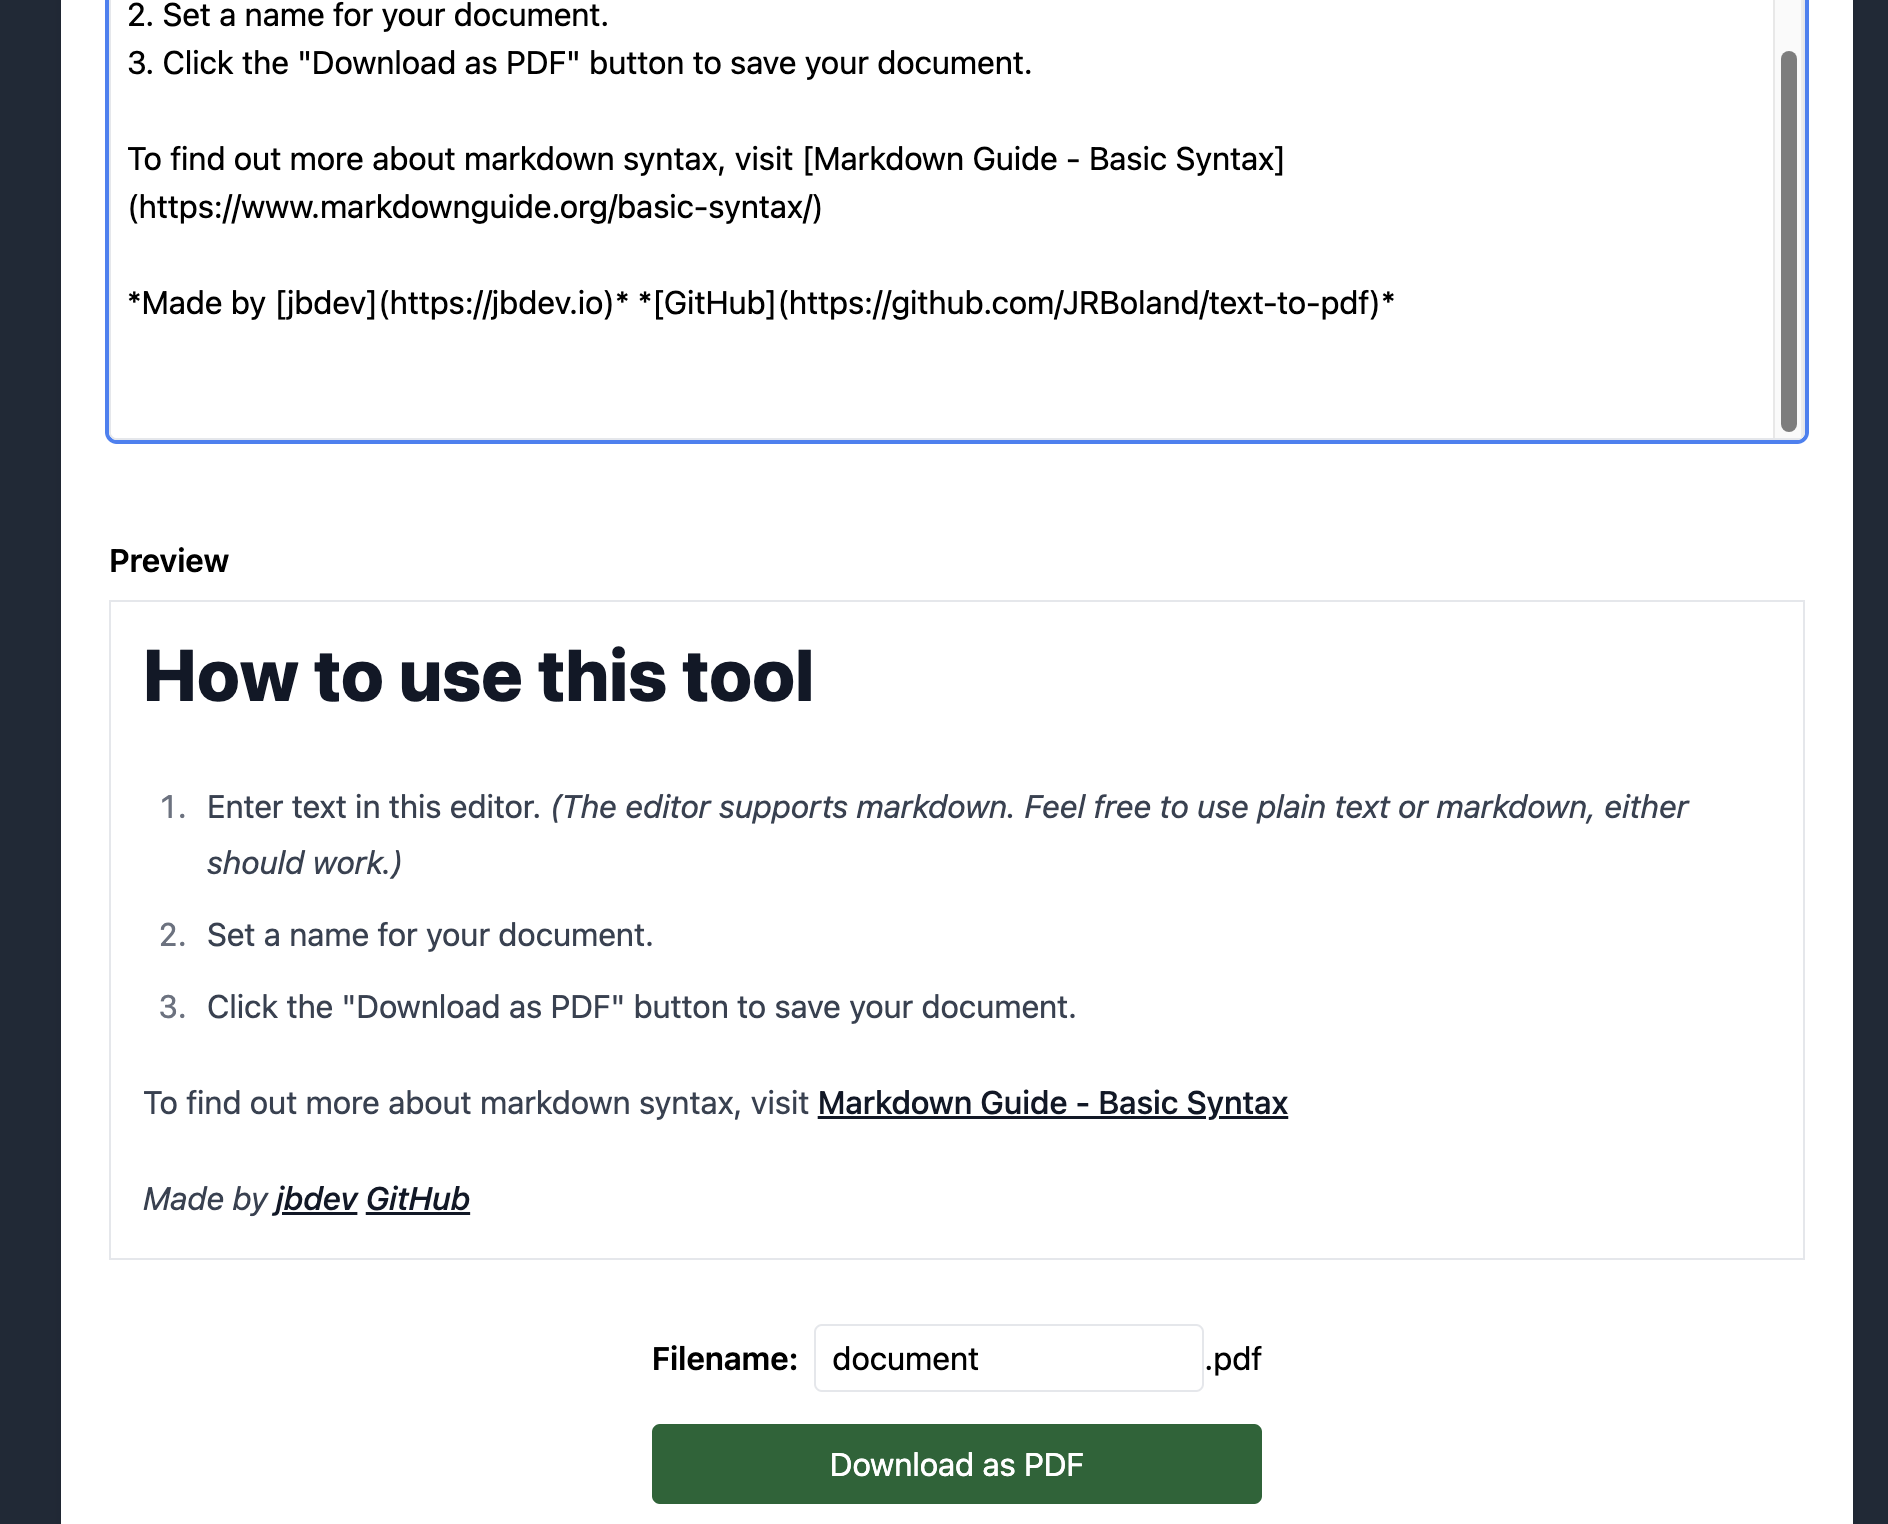 2. Set a name for your document.
3. Click the "Download as PDF" button to save your document.
To find out more about markdown syntax, visit [Markdown Guide - Basic Syntax]
(https://www.markdownguide.org/basic-syntax/)
*Made by [jbdev](https://jbdev.io)* *[GitHub](https://github.com/JRBoland/text-to-pdf)*
Preview
How to use this tool
1. Enter text in this editor. (The editor supports markdown. Feel free to use plain text or markdown, either
should work.)
2. Set a name for your document.
3. Click the "Download as PDF" button to save your document.
To find out more about markdown syntax, visit Markdown Guide - Basic Syntax
Made by jbdev GitHub
Filename: document .pdf
Download as PDF